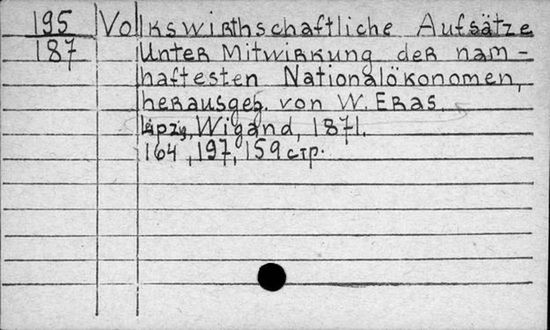 195 Volkswirthschaftliche Aufsätze
187 Unter Mitwirkung der nam-
haftesten Nationalökonomen,
herausgeg. von W. Eras.
Lpzg, Wigand, 1871.
164, 197, 159 стр.